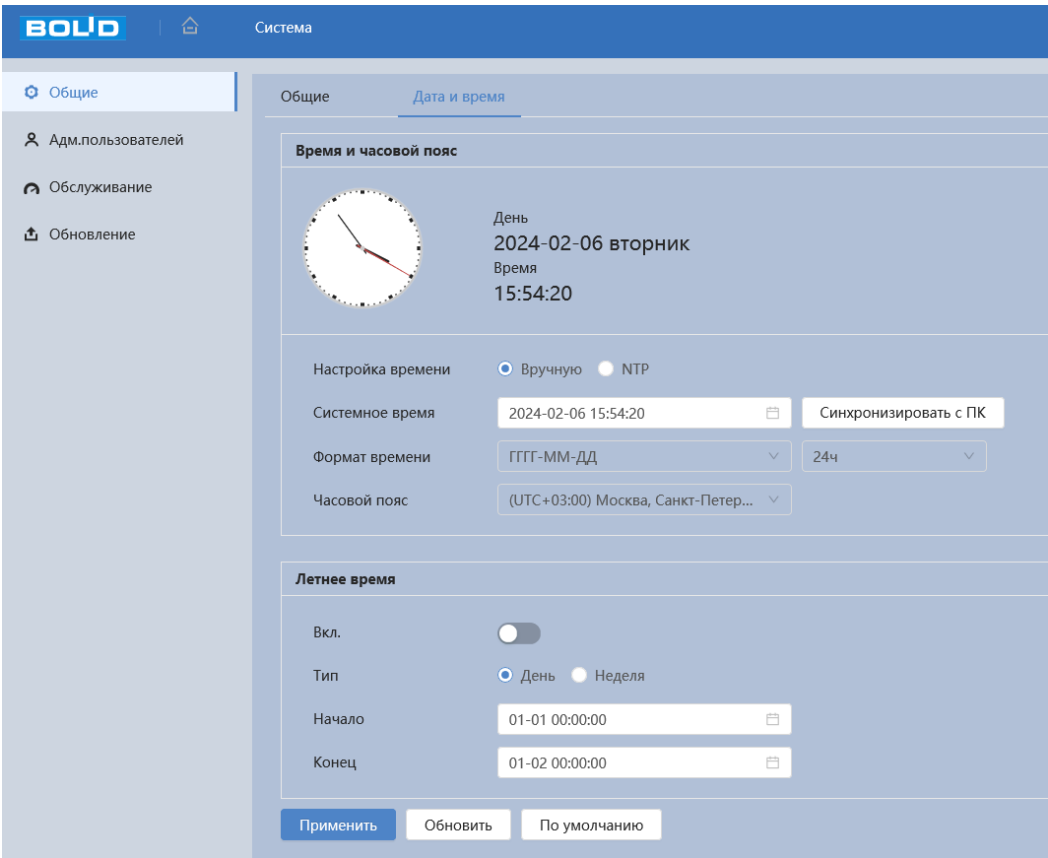 BOLID Система
Общие
Адм.пользователей
Обслуживание
Обновление
Общие Дата и время
Время и часовой пояс
День
2024-02-06 вторник
Время
15:54:20
Настройка времени Вручную NTP
Системное время 2024-02-06 15:54:20 Синхронизировать с ПК
Формат времени ГГГГ-ММ-ДД 24ч
Часовой пояс (UTC+03:00) Москва, Санкт-Петер...
Летнее время
Вкл.
Тип День Неделя
Начало 01-01 00:00:00
Конец 01-02 00:00:00
Применить Обновить По умолчанию